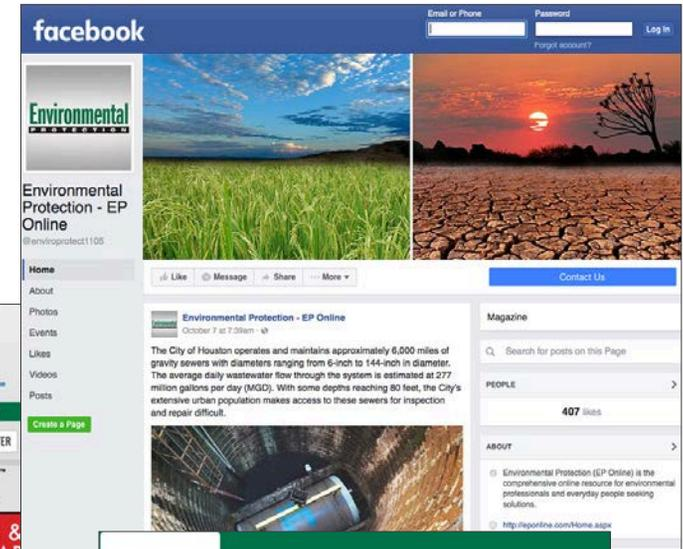 facebook
Email or Phone
Password
Log In
Forgot account?
Environmental
PROTECTION
Environmental
Protection - EP
Online
@enviroprotect1105
Home
About
Photos
Events
Likes
Videos
Posts
Create a Page
Like
Message
Share
More
Contact Us
Environmental Protection - EP Online
October 7 at 7:39am
The City of Houston operates and maintains approximately 6,000 miles of
gravity sewers with diameters ranging from 6-inch to 144-inch in diameter.
The average daily wastewater flow through the system is estimated at 277
million gallons per day (MGD). With some depths reaching 80 feet, the City's
extensive urban population makes access to these sewers for inspection
and repair difficult.
Magazine
Search for posts on this Page
PEOPLE
407 likes
ABOUT
Environmental Protection (EP Online) is the
comprehensive online resource for environmental
professionals and everyday people seeking
solutions.
http://eponline.com/Home.aspx
ER
&